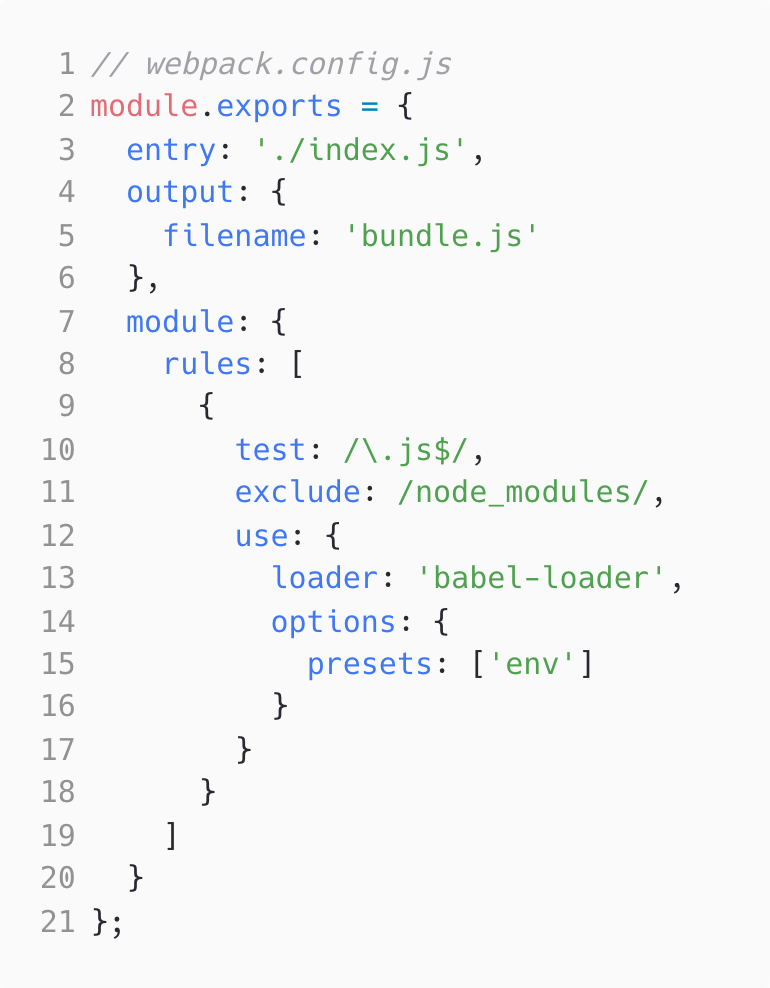 1 // webpack.config.js
2 module.exports = {
3   entry: './index.js',
4   output: {
5     filename: 'bundle.js'
6   },
7   module: {
8     rules: [
9       {
10         test: /\.js$/,
11         exclude: /node_modules/,
12         use: {
13           loader: 'babel-loader',
14           options: {
15             presets: ['env']
16           }
17         }
18       }
19     ]
20   }
21 };